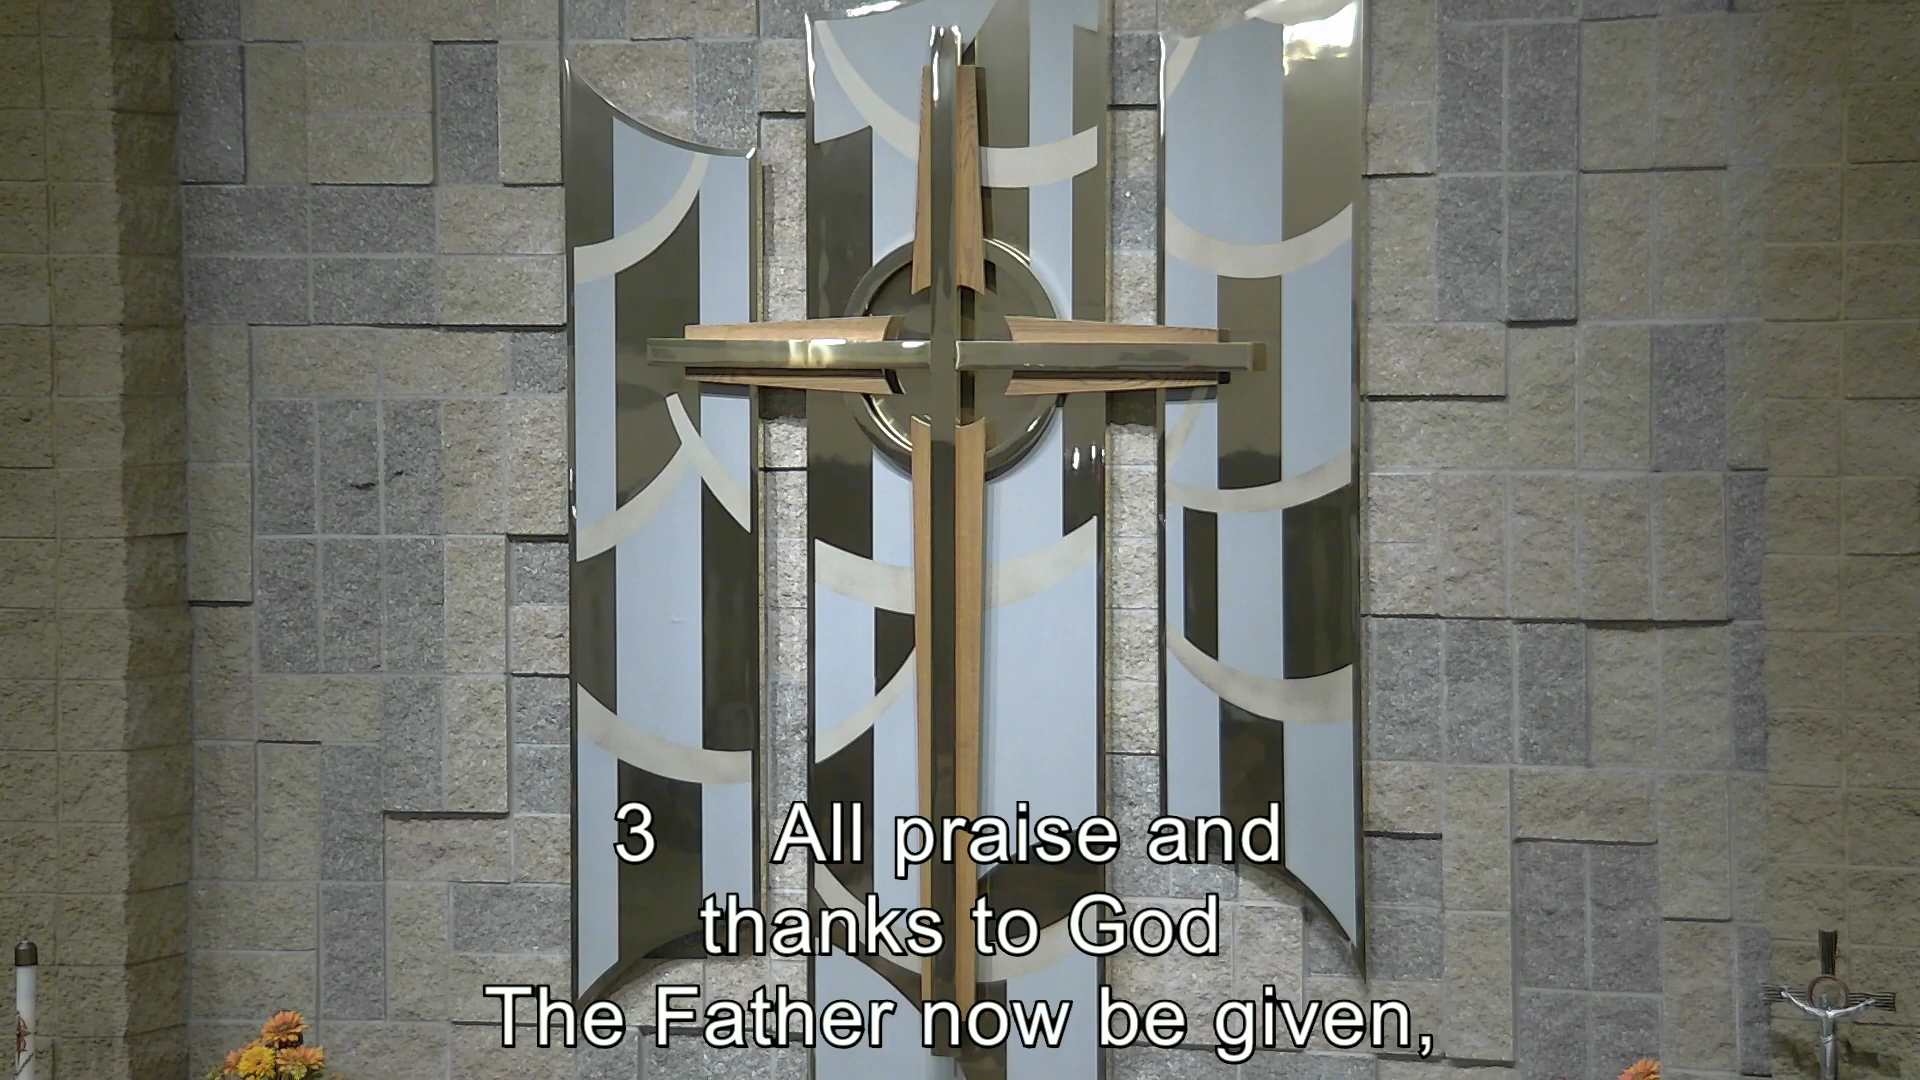 3 All praise and
thanks to God
The Father now be given,